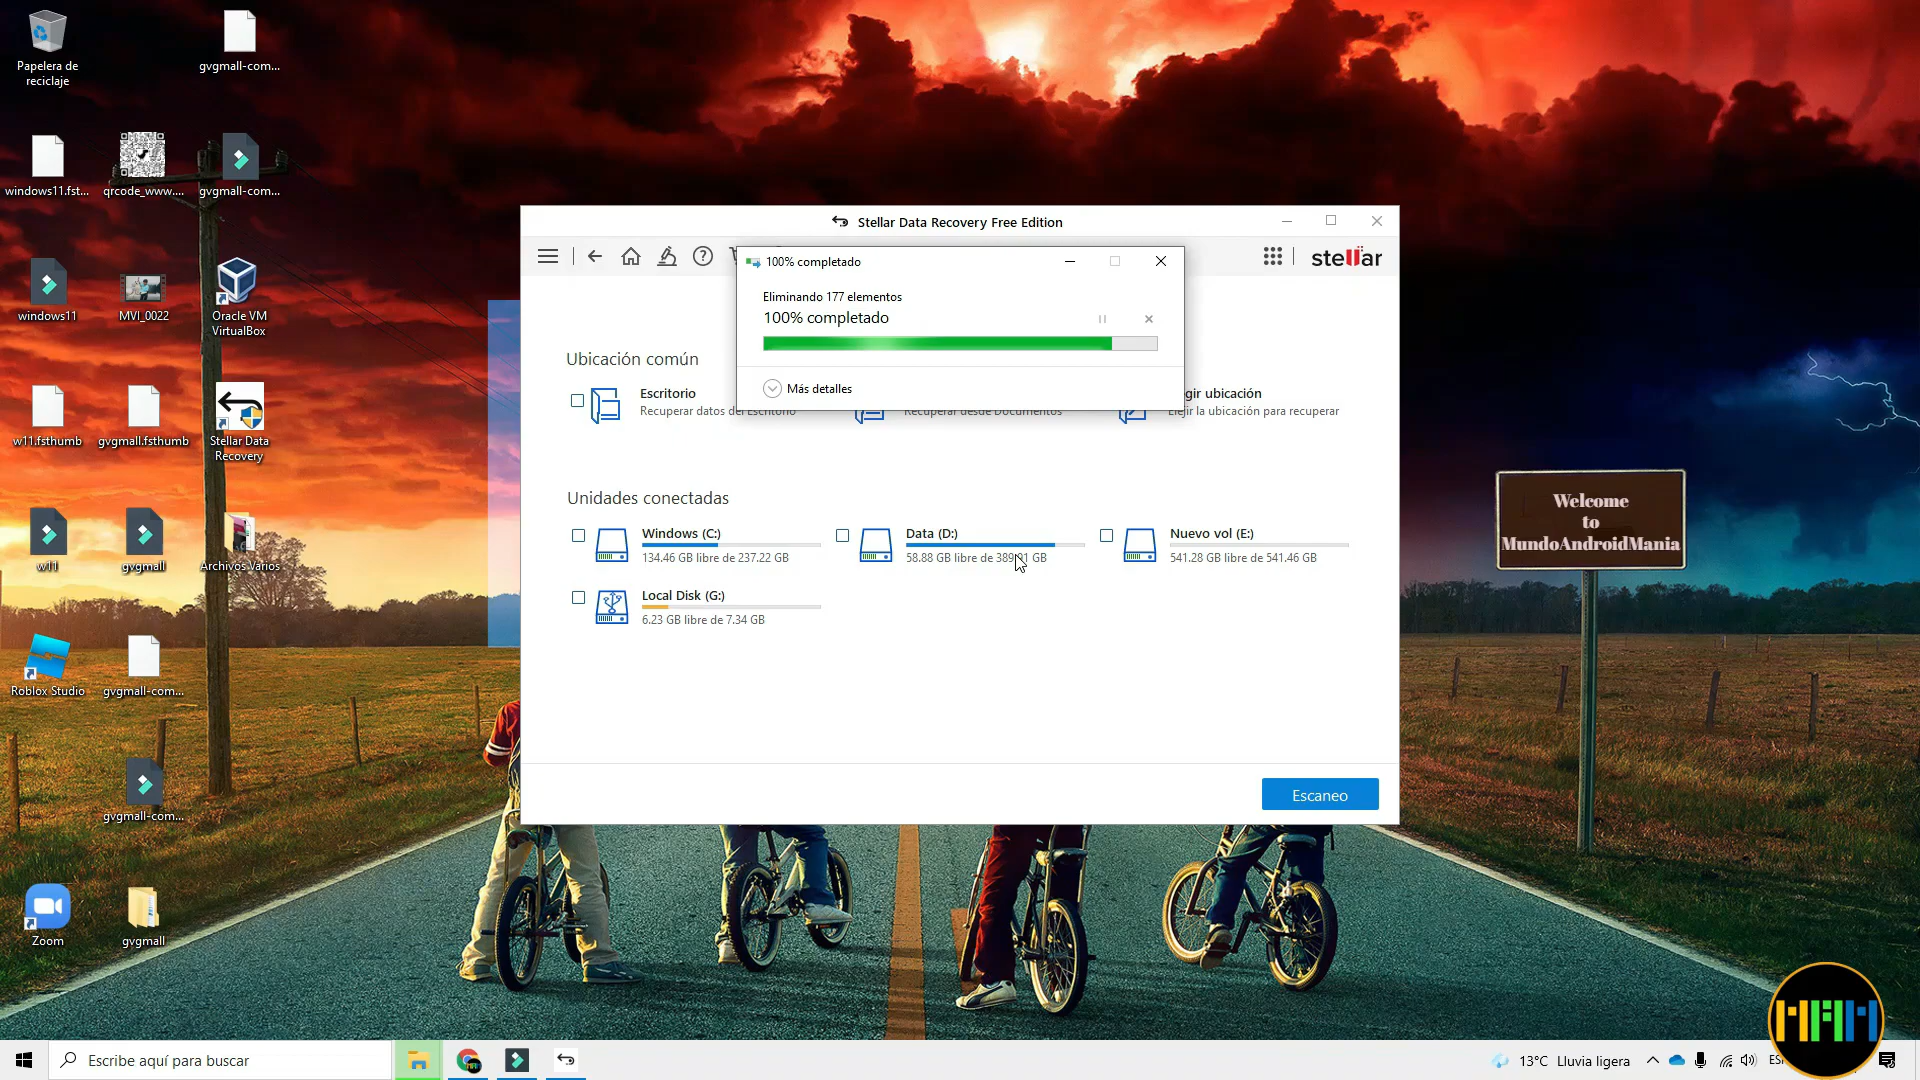 Papelera de
reciclaje
gvgmall-com...
windows11.fst...
qrcode_www....
gvgmall-com...
windows11
MVI_0022
Oracle VM
VirtualBox
w11.fsthumb
gvgmall.fsthumb
Stellar Data
Recovery
w11
gvgmall
Archivos Varios
Roblox Studio
gvgmall-com...
gvgmall-com...
Zoom
gvgmall
Stellar Data Recovery Free Edition
stellar
100% completado
Eliminando 177 elementos
100% completado
Más detalles
Ubicación común
Escritorio
Recuperar datos del Escritorio
Recuperar desde Documentos
gir ubicación
Elejir la ubicación para recuperar
Unidades conectadas
Windows (C:)
134.46 GB libre de 237.22 GB
Data (D:)
58.88 GB libre de GB
Nuevo vol (E:)
541.28 GB libre de 541.46 GB
Local Disk (G:)
6.23 GB libre de 7.34 GB
Escaneo
Welcome
to
MundoAndroidMania
MAM
Escribe aquí para buscar
13°C Lluvia ligera